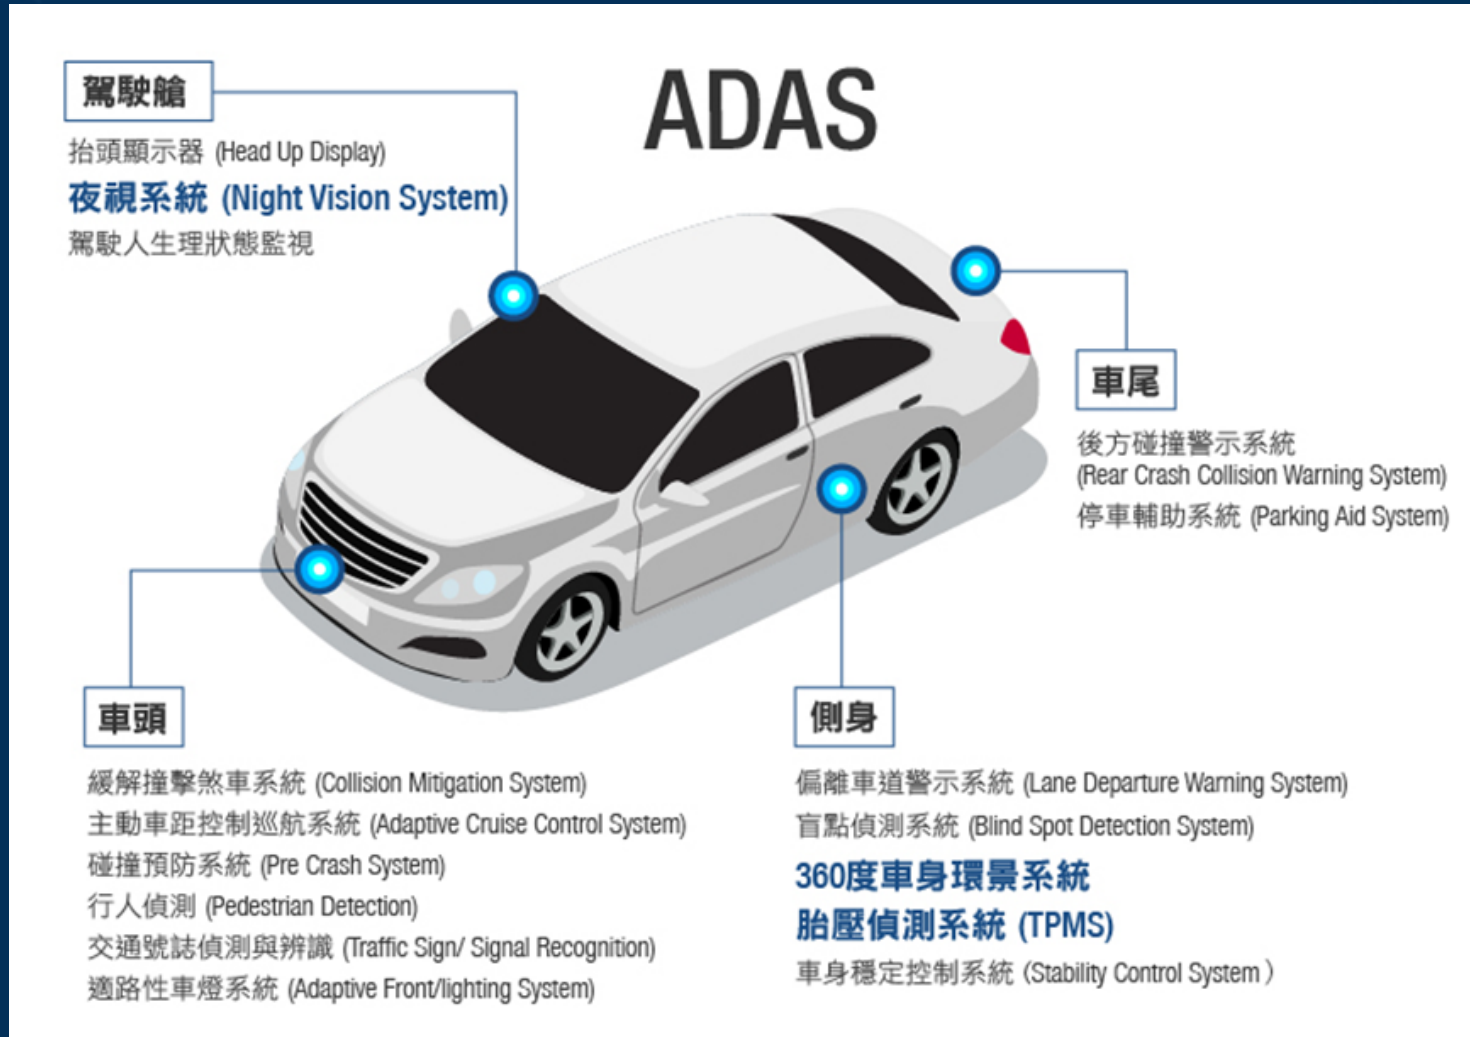 ADAS
駕駛艙
抬頭顯示器 (Head Up Display)
夜視系統 (Night Vision System)
駕駛人生理狀態監視
車尾
後方碰撞警示系統
(Rear Crash Collision Warning System)
停車輔助系統 (Parking Aid System)
車頭
緩解撞擊煞車系統 (Collision Mitigation System)
主動車距控制巡航系統 (Adaptive Cruise Control System)
碰撞預防系統 (Pre Crash System)
行人偵測 (Pedestrian Detection)
交通號誌偵測與辨識 (Traffic Sign/ Signal Recognition)
適路性車燈系統 (Adaptive Front/lighting System)
側身
偏離車道警示系統 (Lane Departure Warning System)
盲點偵測系統 (Blind Spot Detection System)
360度車身環景系統
胎壓偵測系統 (TPMS)
車身穩定控制系統 (Stability Control System )